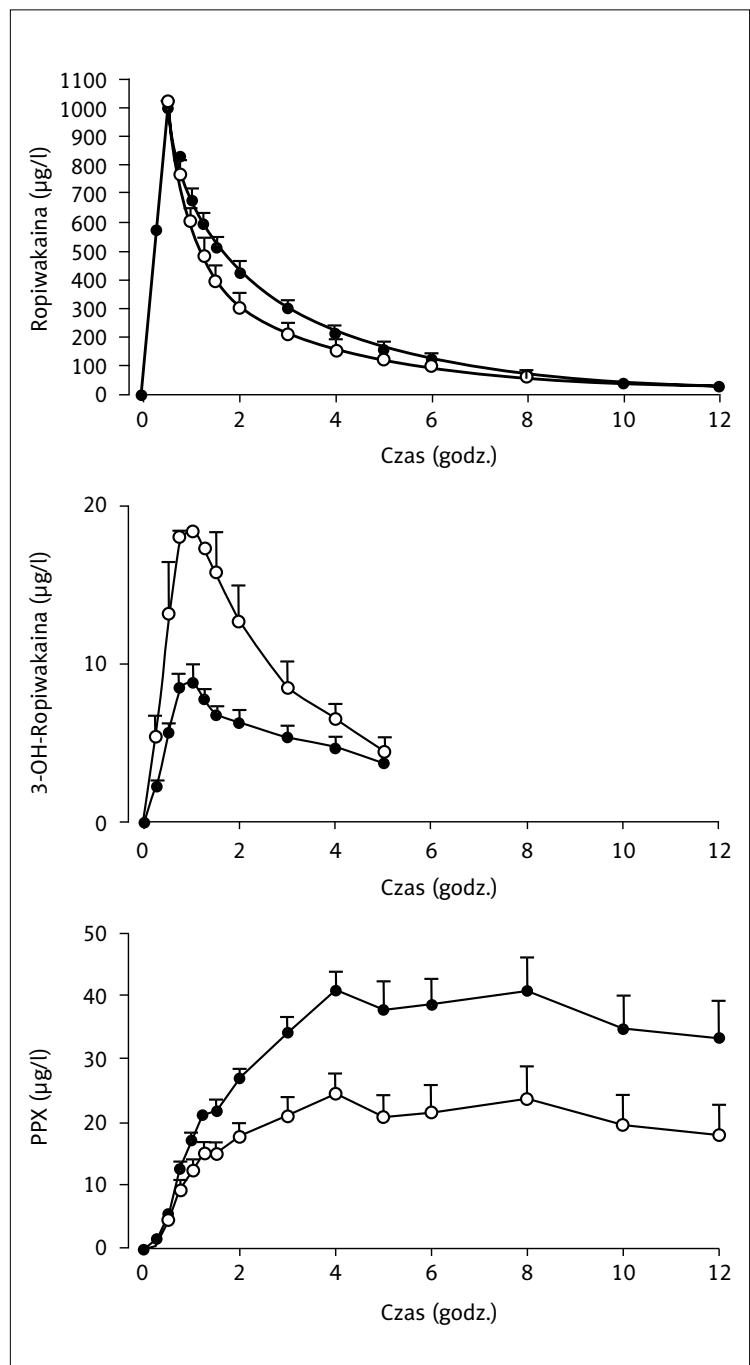 Ropiwakaina (µg/l)
1100
1000
900
800
700
600
500
400
300
200
100
0
0 2 4 6 8 10 12
Czas (godz.)
3-OH-Ropiwakaina (µg/l)
20
10
0
0 2 4 6 8 10 12
Czas (godz.)
PPX (µg/l)
50
40
30
20
10
0
0 2 4 6 8 10 12
Czas (godz.)